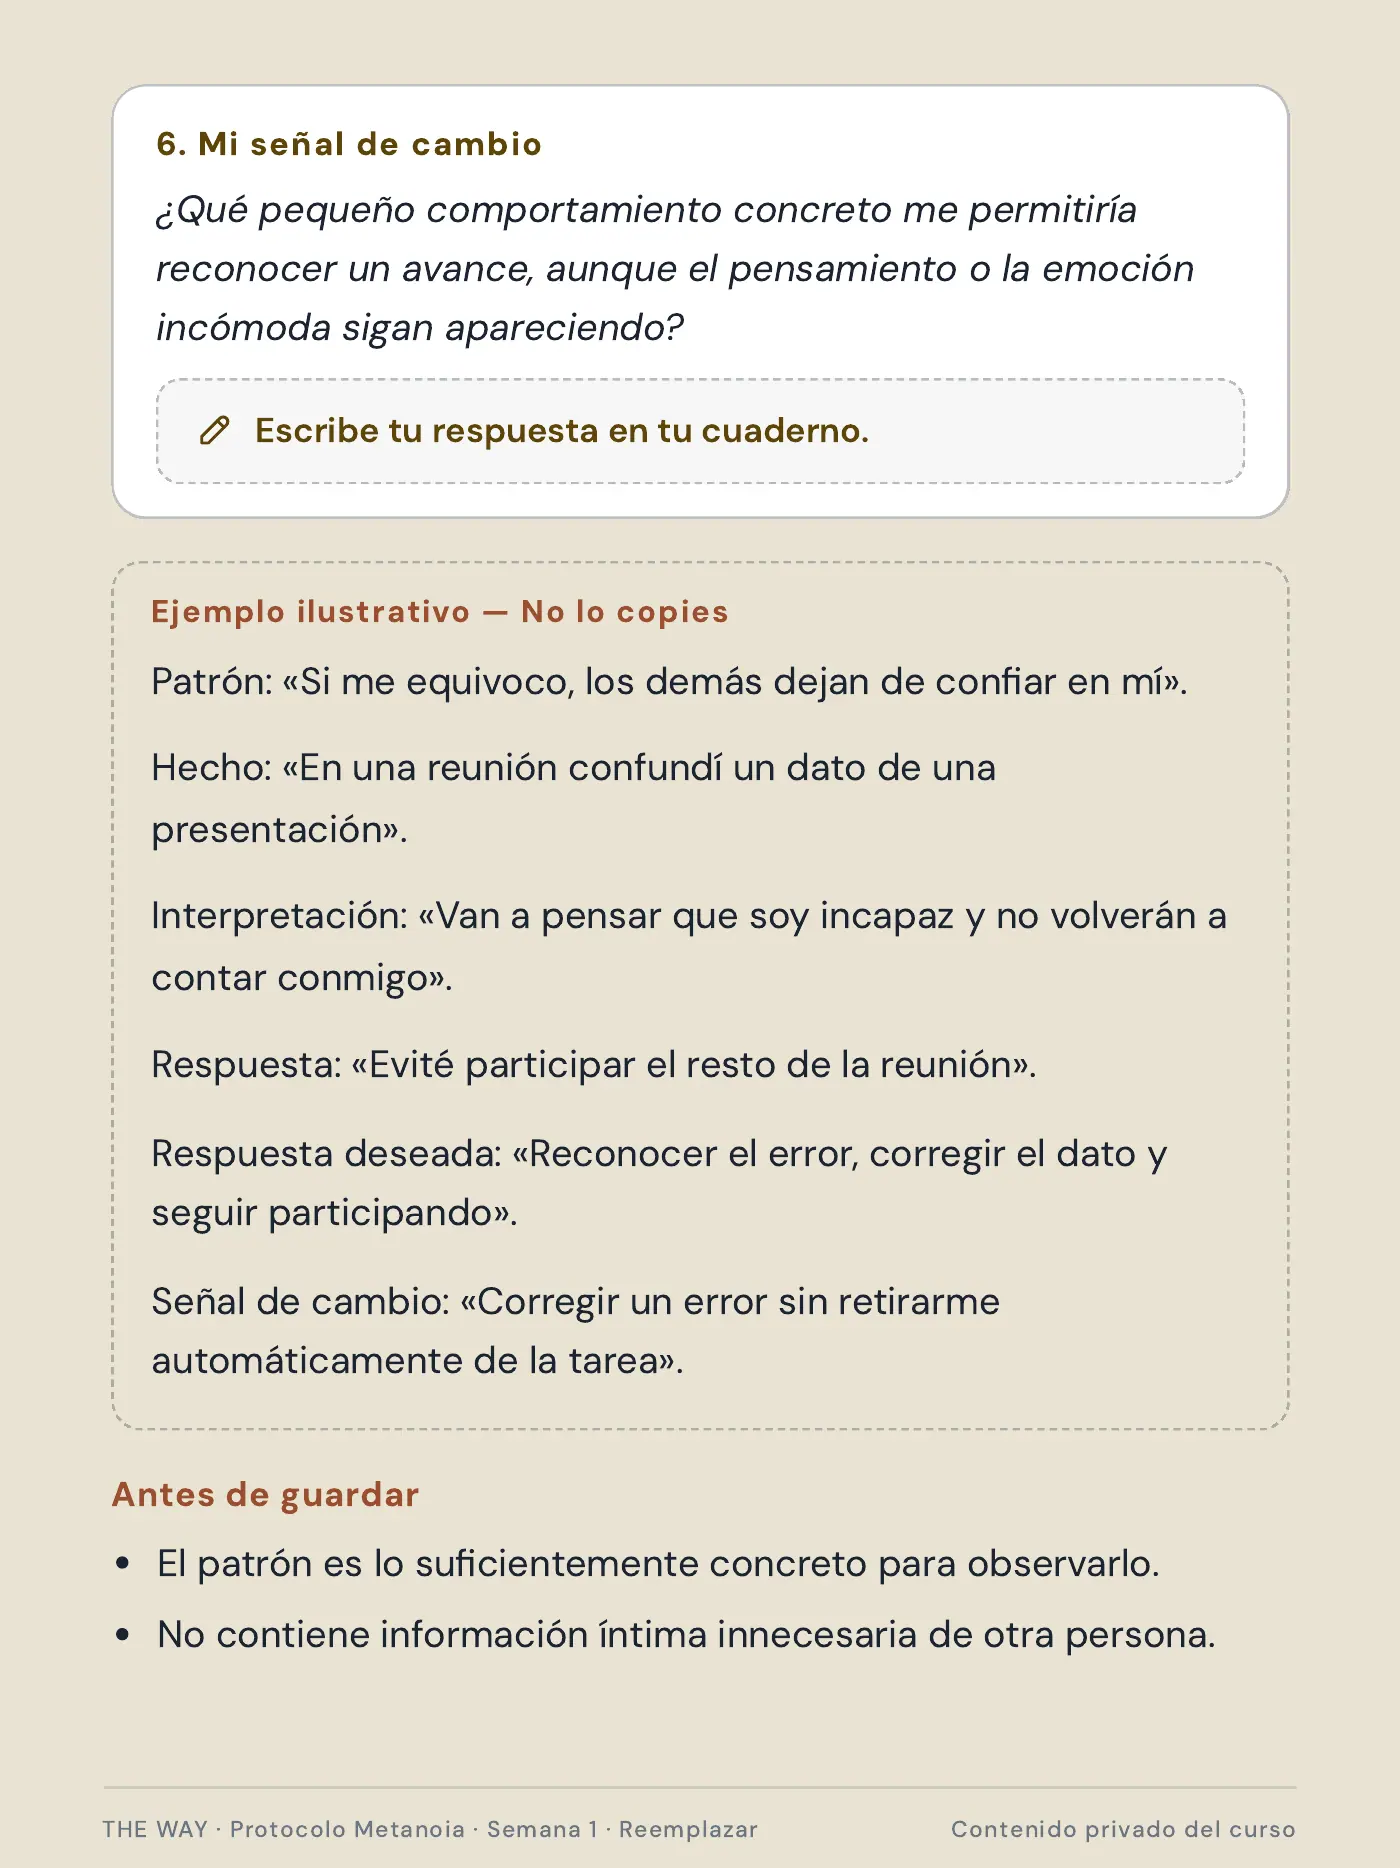 6. Mi señal de cambio
¿Qué pequeño comportamiento concreto me permitiría
reconocer un avance, aunque el pensamiento o la emoción
incómoda sigan apareciendo?
Escribe tu respuesta en tu cuaderno.
Ejemplo ilustrativo — No lo copies
Patrón: «Si me equivoco, los demás dejan de confiar en mí».
Hecho: «En una reunión confundí un dato de una
presentación».
Interpretación: «Van a pensar que soy incapaz y no volverán a
contar conmigo».
Respuesta: «Evité participar el resto de la reunión».
Respuesta deseada: «Reconocer el error, corregir el dato y
seguir participando».
Señal de cambio: «Corregir un error sin retirarme
automáticamente de la tarea».
Antes de guardar
• El patrón es lo suficientemente concreto para observarlo.
• No contiene información íntima innecesaria de otra persona.
THE WAY · Protocolo Metanoia · Semana 1 · Reemplazar
Contenido privado del curso